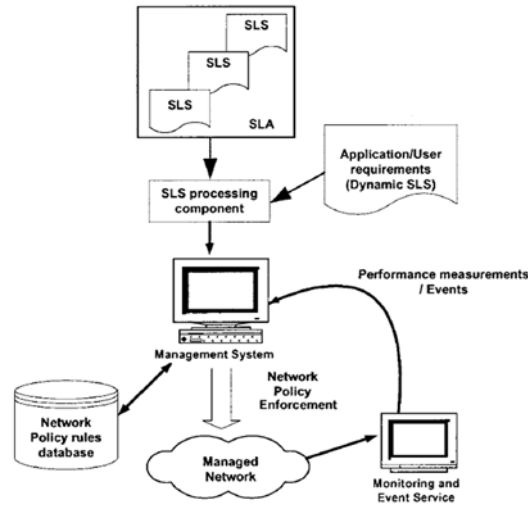 SLS
SLS
SLS
SLA
Application/User
requirements
(Dynamic SLS)
SLS processing
component
Performance measurements
/ Events
Management System
Network
Policy
Enforcement
Network
Policy rules
database
Managed
Network
Monitoring and
Event Service